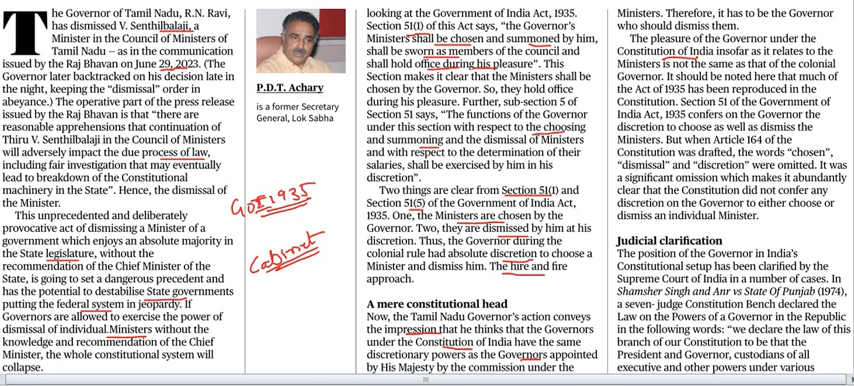 The Governor of Tamil Nadu, R.N. Ravi,
has dismissed V. Senthilbalaji, a
Minister in the Council of Ministers of
Tamil Nadu – as in the communication
issued by the Raj Bhavan on June 29, 2023. (The
Governor later backtracked on his decision late in
the night, keeping the “dismissal” order in
abeyance.) The operative part of the press release
issued by the Raj Bhavan is that “there are
reasonable apprehensions that continuation of
Thiru V. Senthilbalaji in the Council of Ministers
will adversely impact the due process of law,
including fair investigation that may eventually
lead to breakdown of the Constitutional
machinery in the State”. Hence, the dismissal of
the Minister.
This unprecedented and deliberately
provocative act of dismissing a Minister of a
government which enjoys an absolute majority in
the State legislature, without the
recommendation of the Chief Minister of the
State, is going to set a dangerous precedent and
has the potential to destabilise State governments
putting the federal system in jeopardy. If
Governors are allowed to exercise the power of
dismissal of individual Ministers without the
knowledge and recommendation of the Chief
Minister, the whole constitutional system will
collapse.
P.D.T. Achary
is a former Secretary
General, Lok Sabha
GOI 1935
Cabinet
looking at the Government of India Act, 1935.
Section 51(1) of this Act says, “the Governor’s
Ministers shall be chosen and summoned by him,
shall be sworn as members of the council and
shall hold office during his pleasure”. This
Section makes it clear that the Ministers shall be
chosen by the Governor. So, they hold office
during his pleasure. Further, sub-section 5 of
Section 51 says, “The functions of the Governor
under this section with respect to the choosing
and summoning and the dismissal of Ministers
and with respect to the determination of their
salaries, shall be exercised by him in his
discretion”.
Two things are clear from Section 51(1) and
Section 51(5) of the Government of India Act,
1935. One, the Ministers are chosen by the
Governor. Two, they are dismissed by him at his
discretion. Thus, the Governor during the
colonial rule had absolute discretion to choose a
Minister and dismiss him. The hire and fire
approach.
A mere constitutional head
Now, the Tamil Nadu Governor’s action conveys
the impression that he thinks that the Governors
under the Constitution of India have the same
discretionary powers as the Governors appointed
by His Majesty by the commission under the
Ministers. Therefore, it has to be the Governor
who should dismiss them.
The pleasure of the Governor under the
Constitution of India insofar as it relates to the
Ministers is not the same as that of the colonial
Governor. It should be noted here that much of
the Act of 1935 has been reproduced in the
Constitution. Section 51 of the Government of
India Act, 1935 confers on the Governor the
discretion to choose as well as dismiss the
Ministers. But when Article 164 of the
Constitution was drafted, the words “chosen”,
“dismissal” and “discretion” were omitted. It was
a significant omission which makes it abundantly
clear that the Constitution did not confer any
discretion on the Governor to either choose or
dismiss an individual Minister.
Judicial clarification
The position of the Governor in India’s
Constitutional setup has been clarified by the
Supreme Court of India in a number of cases. In
Shamsher Singh and Anr vs State Of Punjab (1974),
a seven- judge Constitution Bench declared the
Law on the Powers of a Governor in the Republic
in the following words: “we declare the law of this
branch of our Constitution to be that the
President and Governor, custodians of all
executive and other powers under various